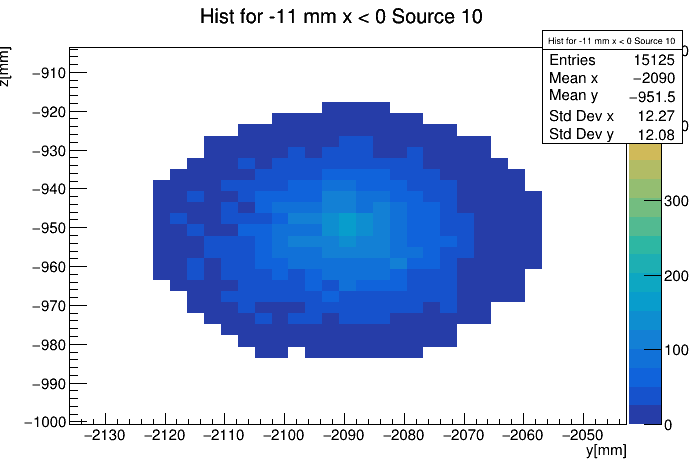 Hist for -11 mm x < 0 Source 10
Hist for -11 mm x < 0 Source 10
Entries 15125
Mean x −2090
Mean y −951.5
Std Dev x 12.27
Std Dev y 12.08
z[mm]
−910
−920
−930
−940
−950
−960
−970
−980
−990
−1000
−2130 −2120 −2110 −2100 −2090 −2080 −2070 −2060 −2050
y[mm]
300
200
100
0